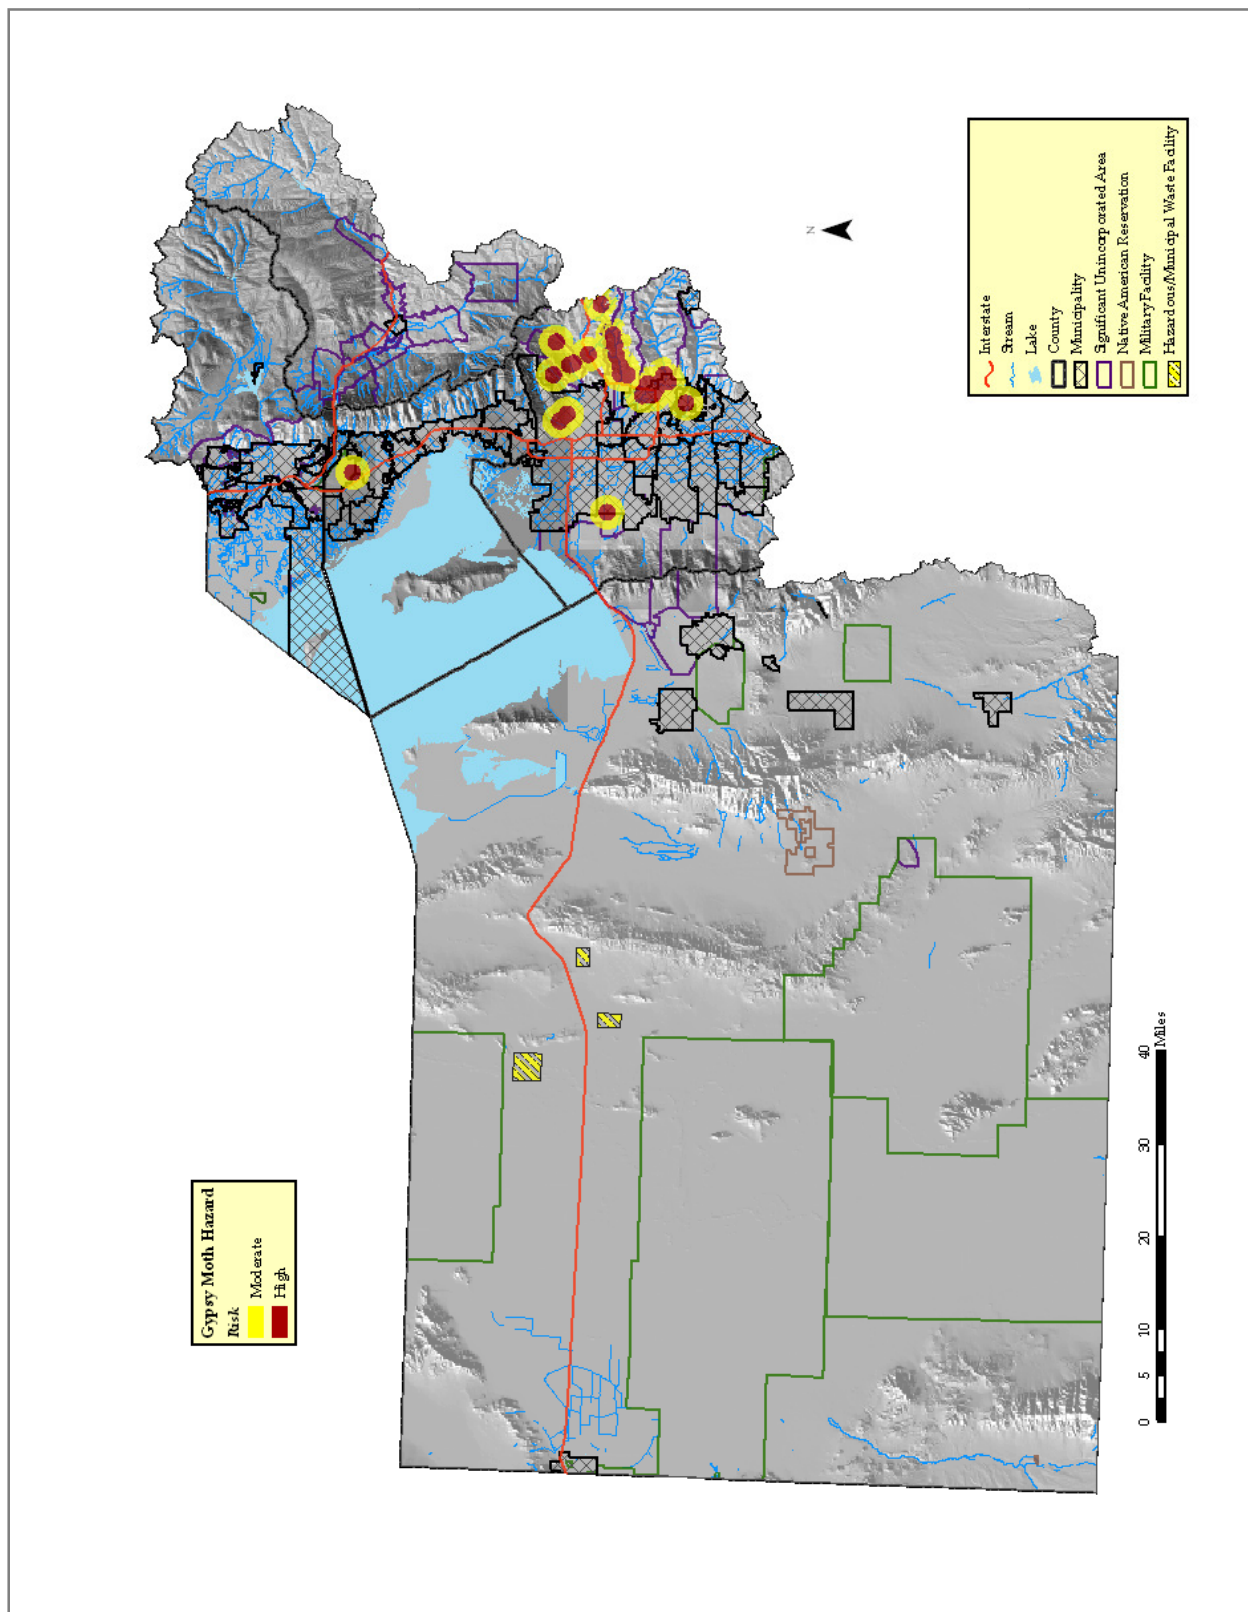 Gypsy Moth Hazard
Risk
Moderate
High
N
Interstate
Stream
Lake
County
Municipality
Significant Unincorporated Area
Native American Reservation
Military Facility
Hazardous/Municipal Waste Facility
0 5 10 20 30 40
Miles